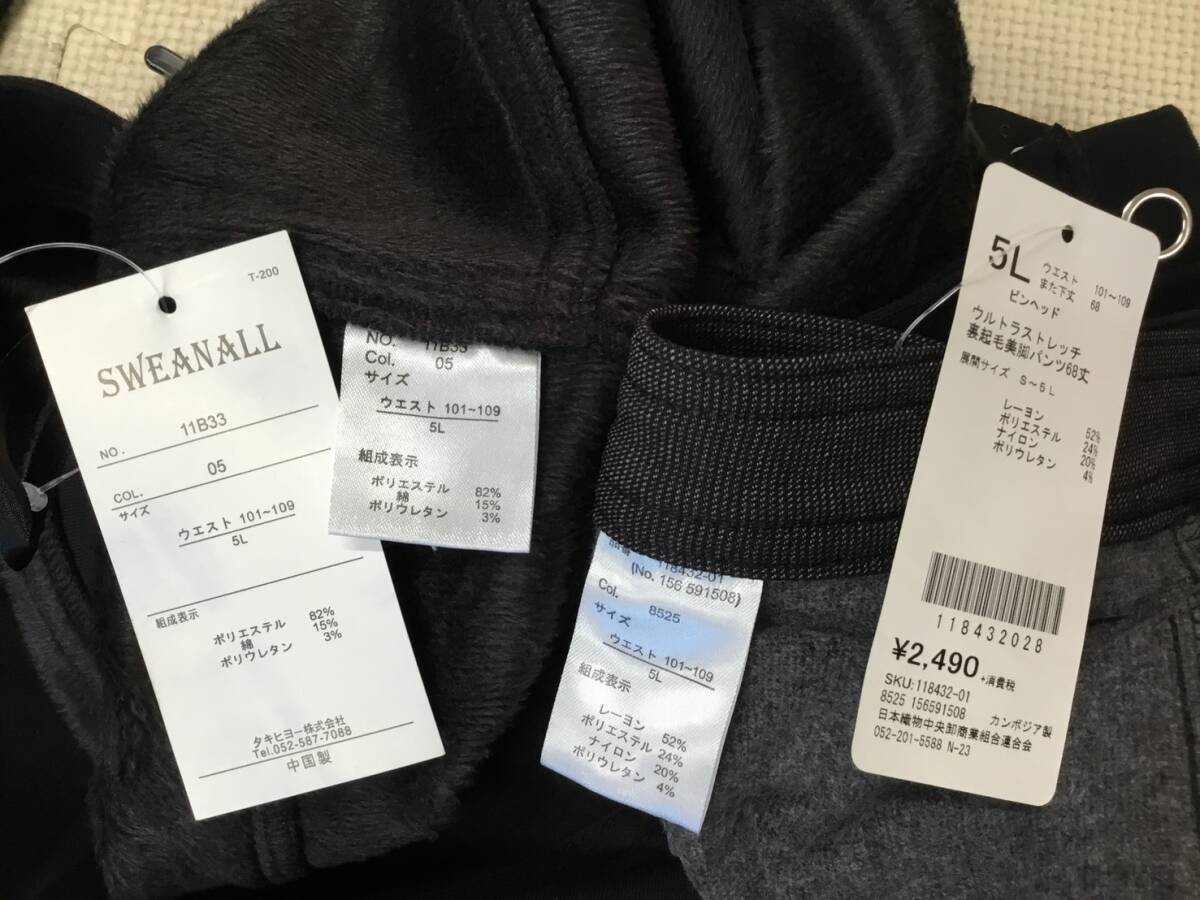 T-200
SWEANALL
NO. 11B33
COL. 05
サイズ
ウエスト 101~109
5L
組成表示
ポリエステル 82%
綿 15%
ポリウレタン 3%
タキヒヨー株式会社
Tel.052-587-7088
中国製
NO. 11B33
Col. 05
サイズ
ウエスト 101~109
5L
組成表示
ポリエステル 82%
綿 15%
ポリウレタン 3%
118432-01
(No. 156 591508)
Col. 8525
サイズ
ウエスト 101~109
5L
組成表示
レーヨン 52%
ポリエステル 24%
ナイロン 20%
ポリウレタン 4%
5L ウエスト 101~109
また下丈 68
ピンヘッド
ウルトラストレッチ
裏起毛美脚パンツ68丈
展開サイズ S~5L
レーヨン 52%
ポリエステル 24%
ナイロン 20%
ポリウレタン 4%
118432028
¥2,490 +消費税
SKU:118432-01
8525 156591508 カンボジア製
日本織物中央卸商業組合連合会
052-201-5588 N-23